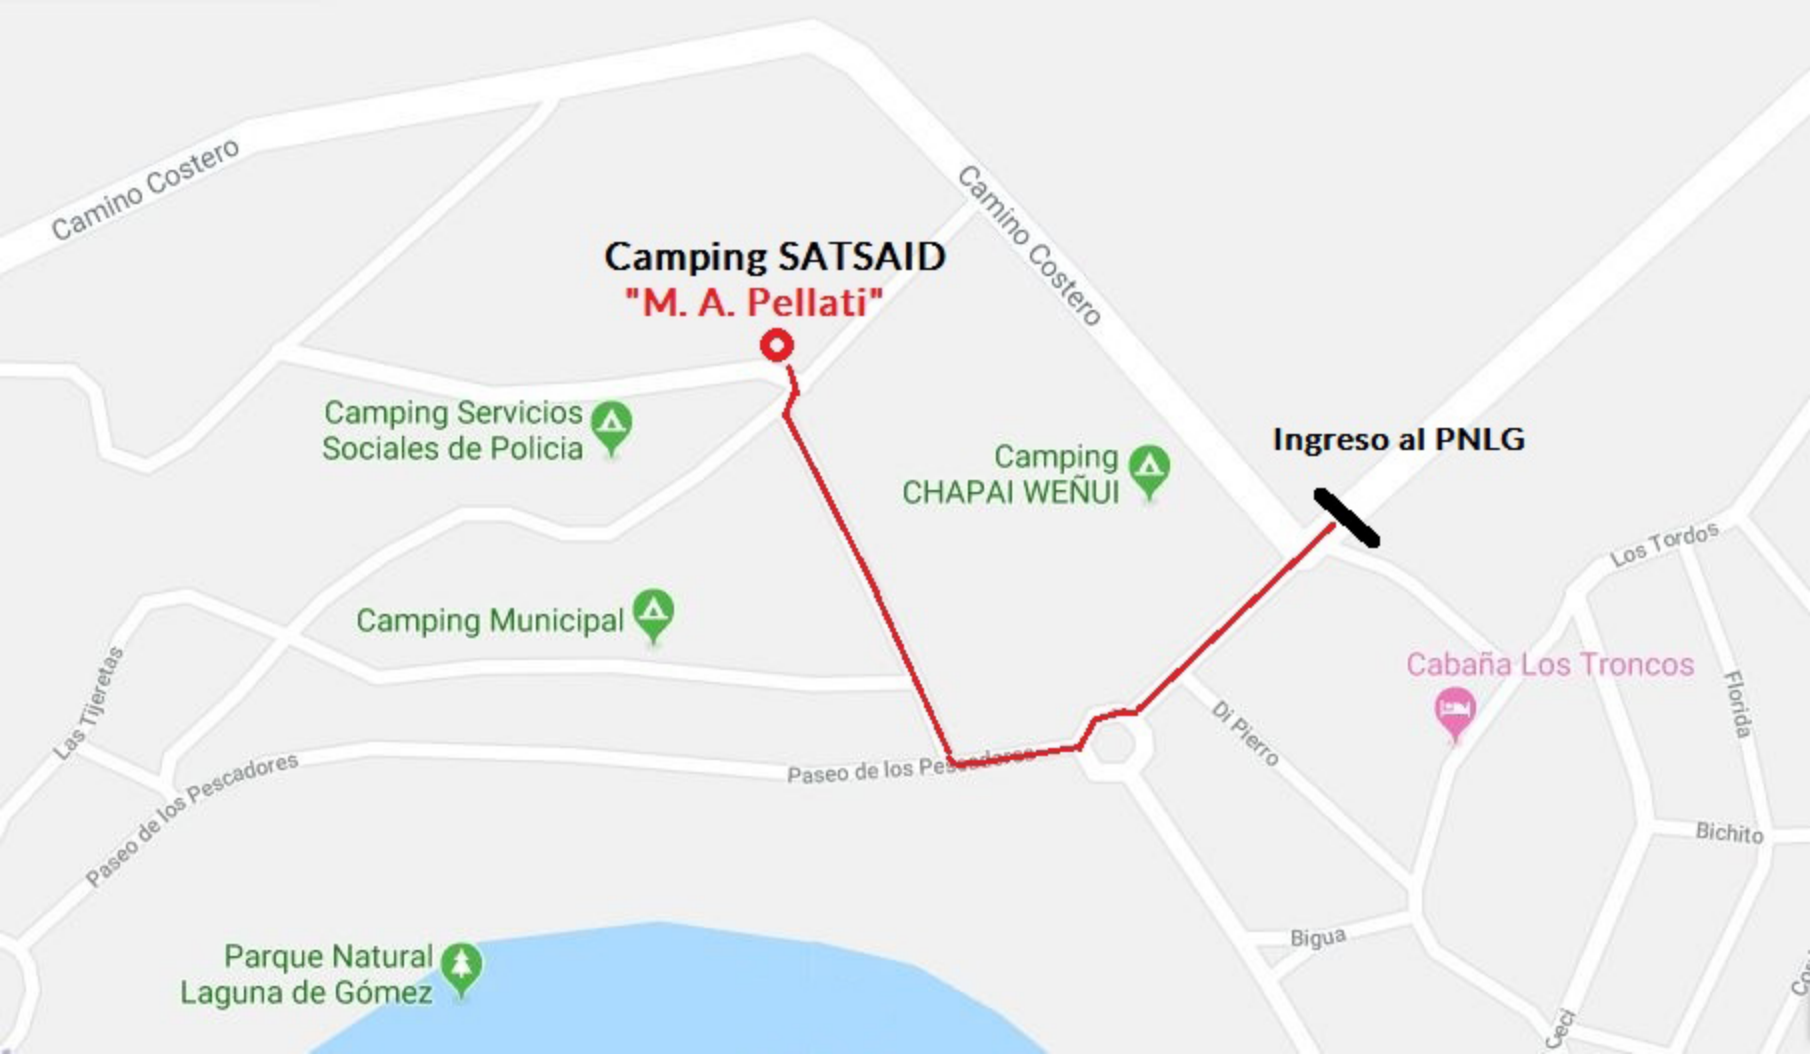 Camino Costero
Camino Costero
Camping SATSAID
"M. A. Pellati"
Camping Servicios
Sociales de Policia
Camping
CHAPAI WEÑUI
Ingreso al PNLG
Los Tordos
Camping Municipal
Cabaña Los Troncos
Las Tijeretas
Florida
Di Pierro
Paseo de los Pescadores
Paseo de los Pescadores
Bichito
Bigua
Parque Natural
Laguna de Gómez
Ceci